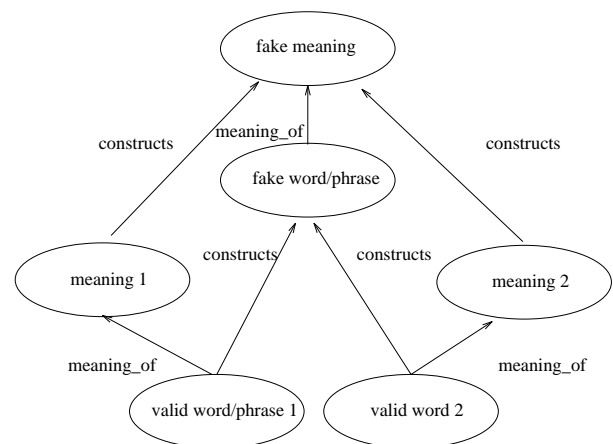 fake meaning
meaning_of
constructs
constructs
fake word/phrase
constructs
constructs
meaning 1
meaning 2
meaning_of
meaning_of
valid word/phrase 1
valid word 2